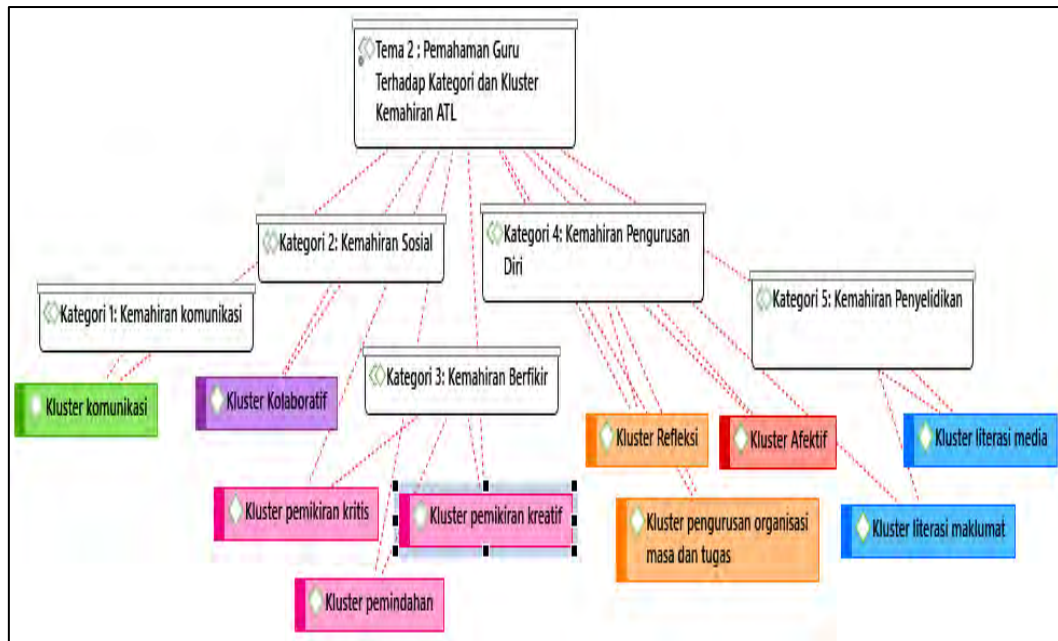 Tema 2 : Pemahaman Guru
Terhadap Kategori dan Kluster
Kemahiran ATL
Kategori 2: Kemahiran Sosial
Kategori 4: Kemahiran Pengurusan
Diri
Kategori 1: Kemahiran komunikasi
Kategori 5: Kemahiran Penyelidikan
Kategori 3: Kemahiran Berfikir
Kluster komunikasi
Kluster Kolaboratif
Kluster Refleksi
Kluster Afektif
Kluster literasi media
Kluster pemikiran kritis
Kluster pemikiran kreatif
Kluster pengurusan organisasi
masa dan tugas
Kluster literasi maklumat
Kluster pemindahan